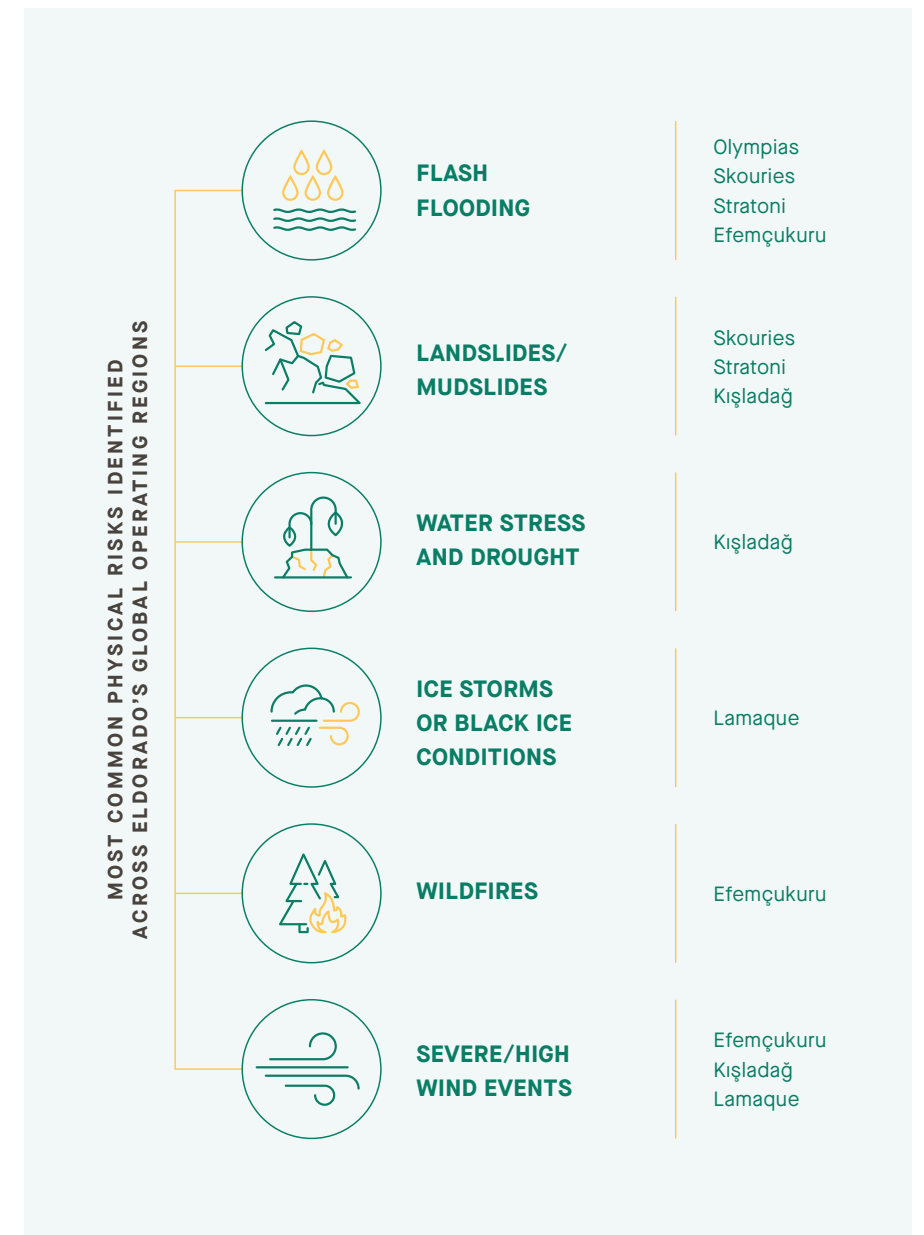 MOST COMMON PHYSICAL RISKS IDENTIFIED
ACROSS ELDORADO'S GLOBAL OPERATING REGIONS
FLASH
FLOODING
Olympias
Skouries
Stratoni
Efemçukuru
LANDSLIDES/
MUDSLIDES
Skouries
Stratoni
Kışladağ
WATER STRESS
AND DROUGHT
Kışladağ
ICE STORMS
OR BLACK ICE
CONDITIONS
Lamaque
WILDFIRES
Efemçukuru
SEVERE/HIGH
WIND EVENTS
Efemçukuru
Kışladağ
Lamaque